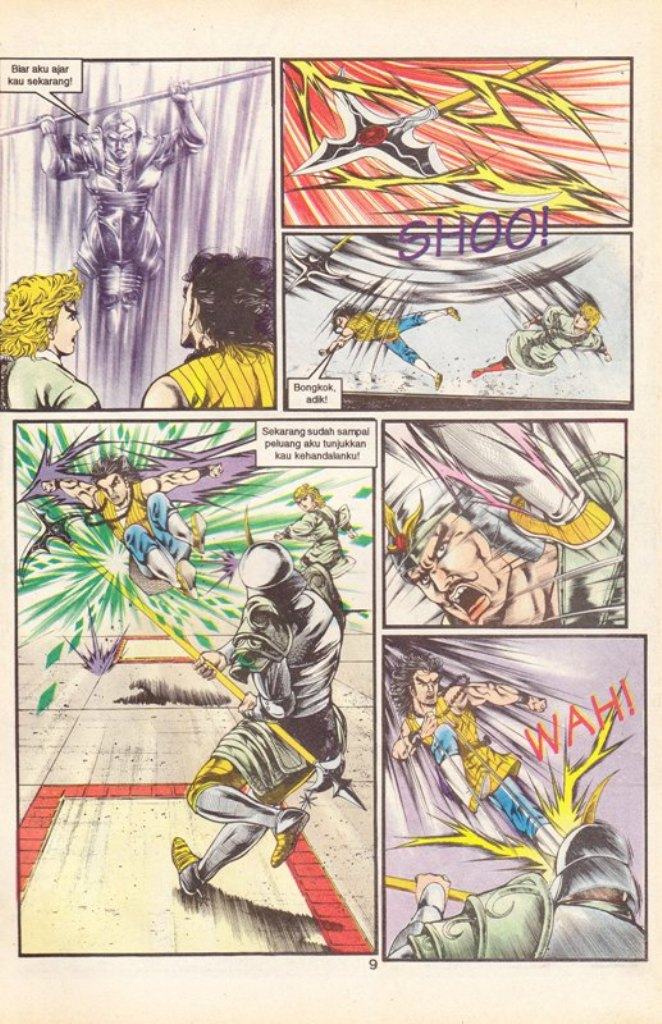 Biar aku ajar
kau sekarang!
SHOO!
Bongkok,
adik!
Sekarang sudah sampai
peluang aku tunjukkan
kau kehandalanku!
WAH!
9